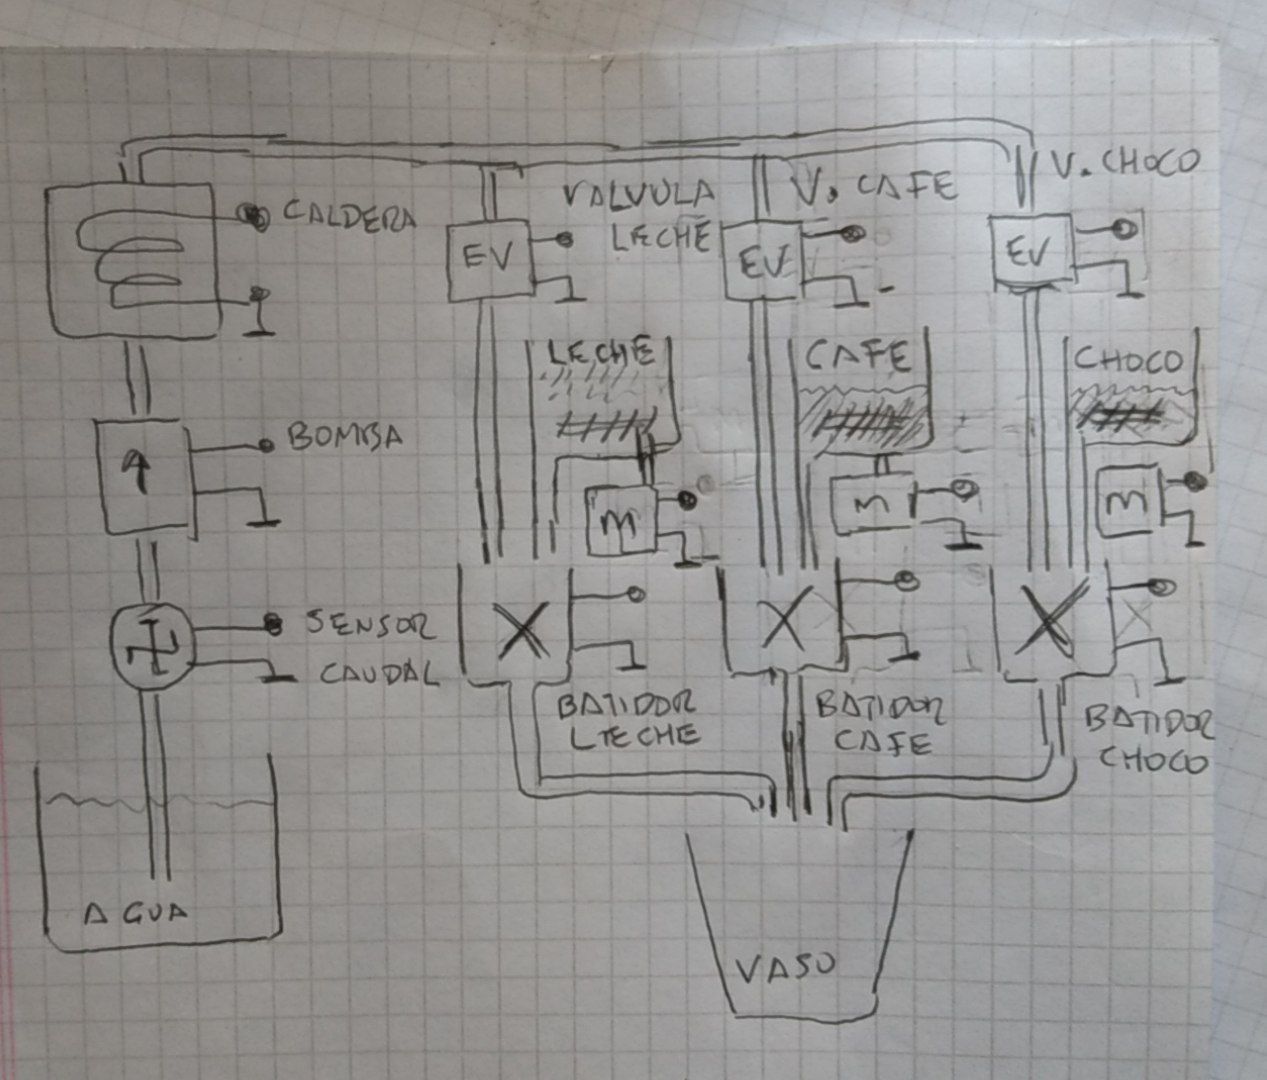 V. CHOCO
VALVULA
LECHE
V. CAFE
CALDERA
EV
EV
EV
LECHE
CAFE
CHOCO
BOMBA
M
M
M
SENSOR
CAUDAL
BATIDOR
LECHE
BATIDOR
CAFE
BATIDOR
CHOCO
AGUA
VASO